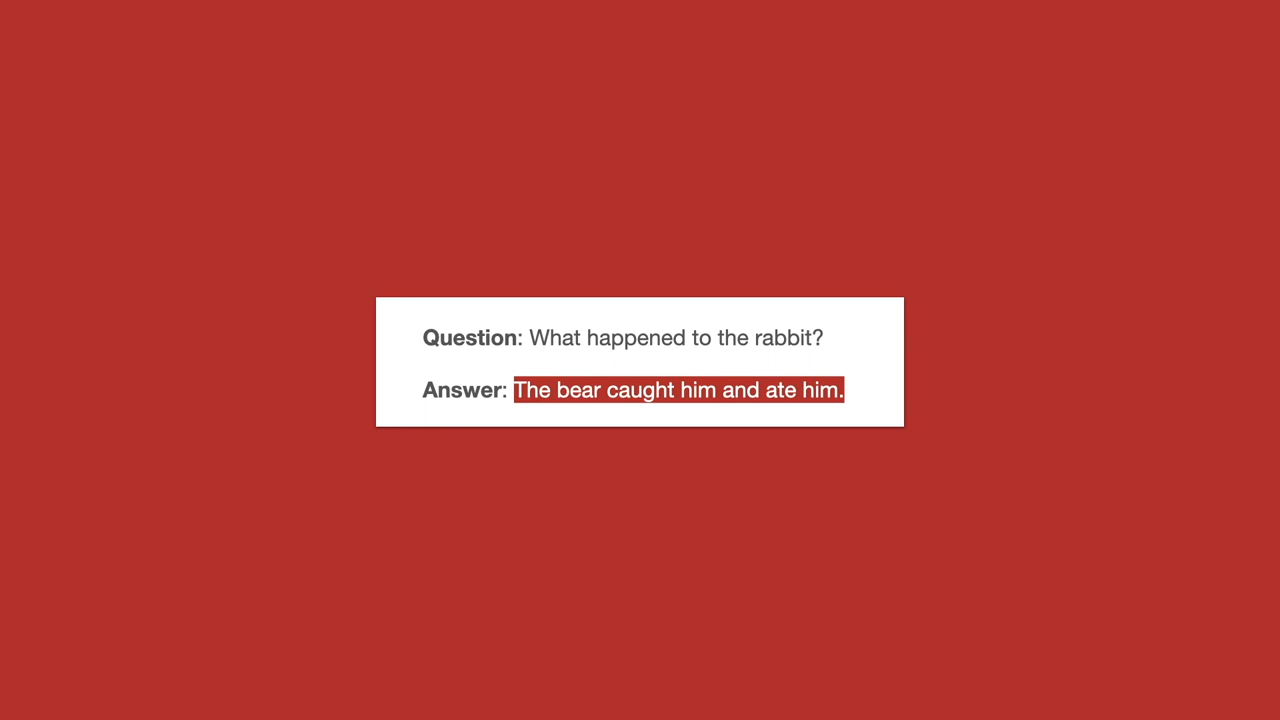 Question: What happened to the rabbit?
Answer: The bear caught him and ate him.